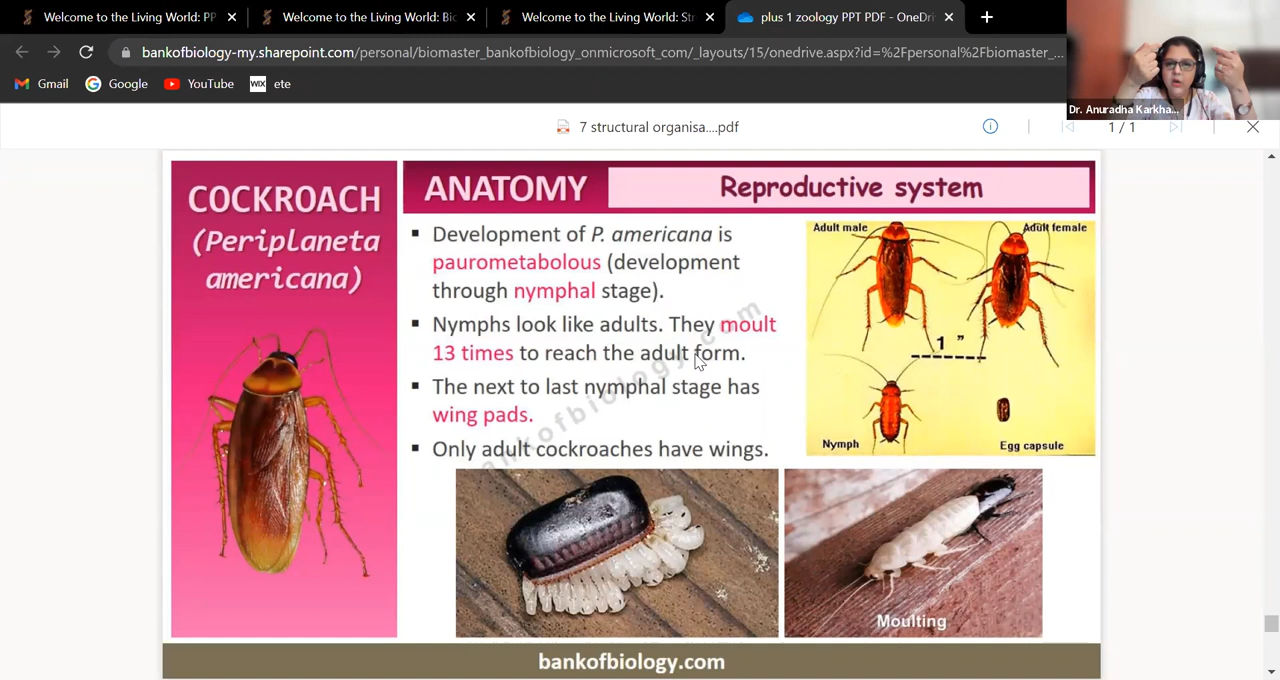 Welcome to the Living World: PP
Welcome to the Living World: Bio
Welcome to the Living World: Str
plus 1 zoology PPT PDF - OneDri
bankofbiology-my.sharepoint.com/personal/biomaster_bankofbiology_onmicrosoft_com/_layouts/15/onedrive.aspx?id=%2Fpersonal%2Fbiomaster_...
Gmail
Google
YouTube
WIX
ete
Dr. Anuradha Karkha...
7 structural organisa....pdf
1 / 1
COCKROACH
(Periplaneta
americana)
ANATOMY
Reproductive system
▪ Development of P. americana is
paurometabolous (development
through nymphal stage).
▪ Nymphs look like adults. They moult
13 times to reach the adult form.
▪ The next to last nymphal stage has
wing pads.
▪ Only adult cockroaches have wings.
Adult male
Adult female
1 ”
Nymph
Egg capsule
Moulting
bankofbiology.com
bankofbiology.com